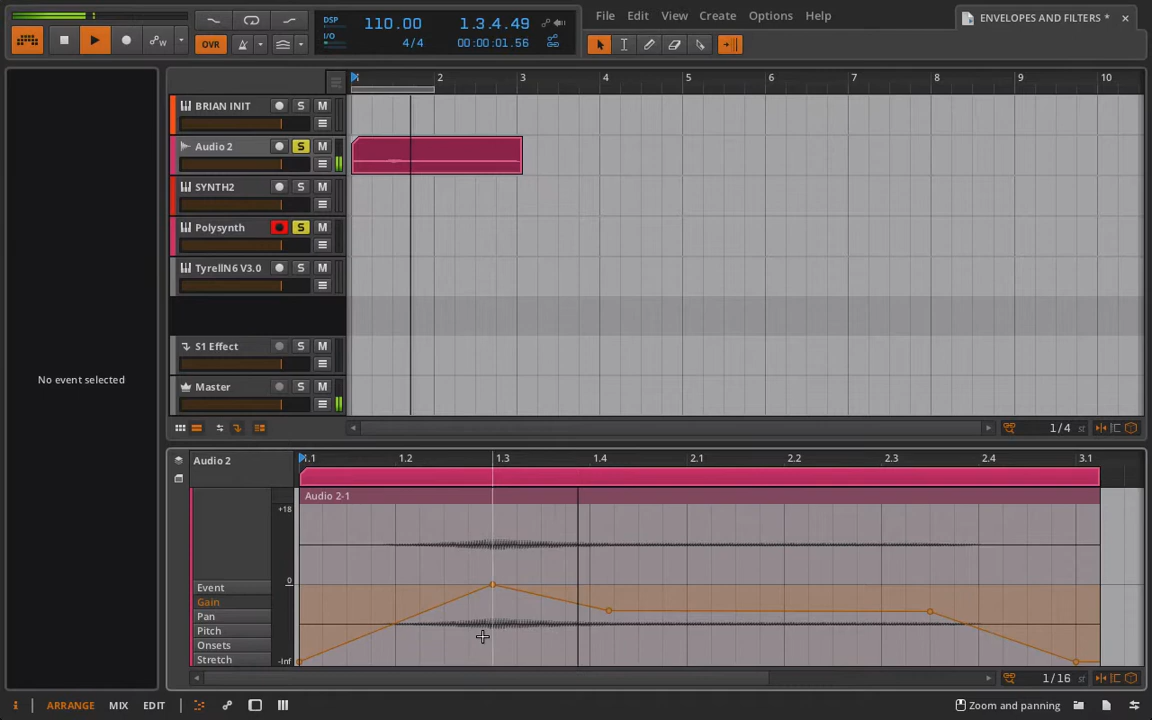 DSP
I/O
110.00
4/4
1.3.4.49
00:00:01.56
File Edit View Create Options Help
ENVELOPES AND FILTERS *
OVR
1 2 3 4 5 6 7 8 9 10
BRIAN INIT S M
Audio 2 S M
SYNTH2 S M
Polysynth S M
TyrellN6 V3.0 S M
S1 Effect S M
Master S M
No event selected
1/4
Audio 2
1.1 1.2 1.3 1.4 2.1 2.2 2.3 2.4 3.1
Audio 2-1
+18
0
-Inf
Event
Gain
Pan
Pitch
Onsets
Stretch
1/16
ARRANGE MIX EDIT
Zoom and panning